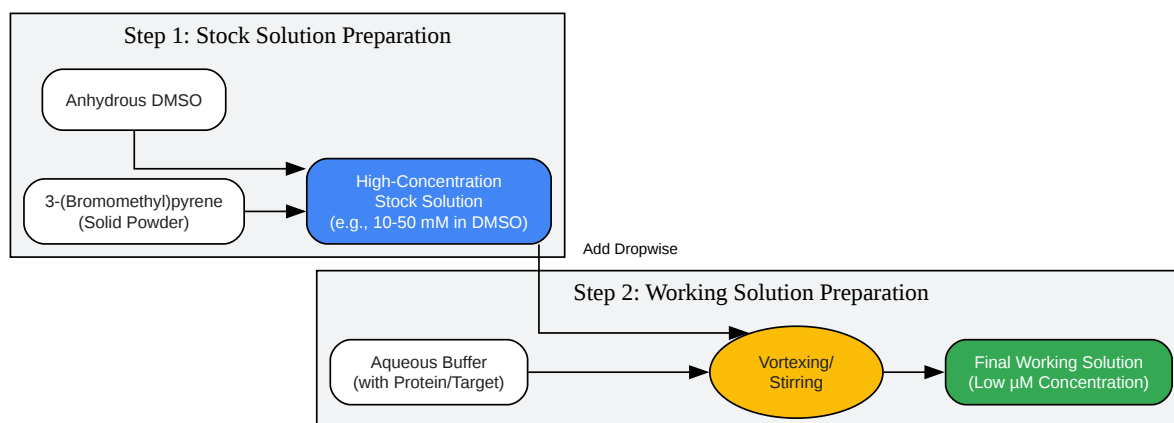 Step 1: Stock Solution Preparation
Anhydrous DMSO
3-(Bromomethyl)pyrene
(Solid Powder)
High-Concentration
Stock Solution
(e.g., 10-50 mM in DMSO)
Add Dropwise
Step 2: Working Solution Preparation
Aqueous Buffer
(with Protein/Target)
Vortexing/
Stirring
Final Working Solution
(Low µM Concentration)